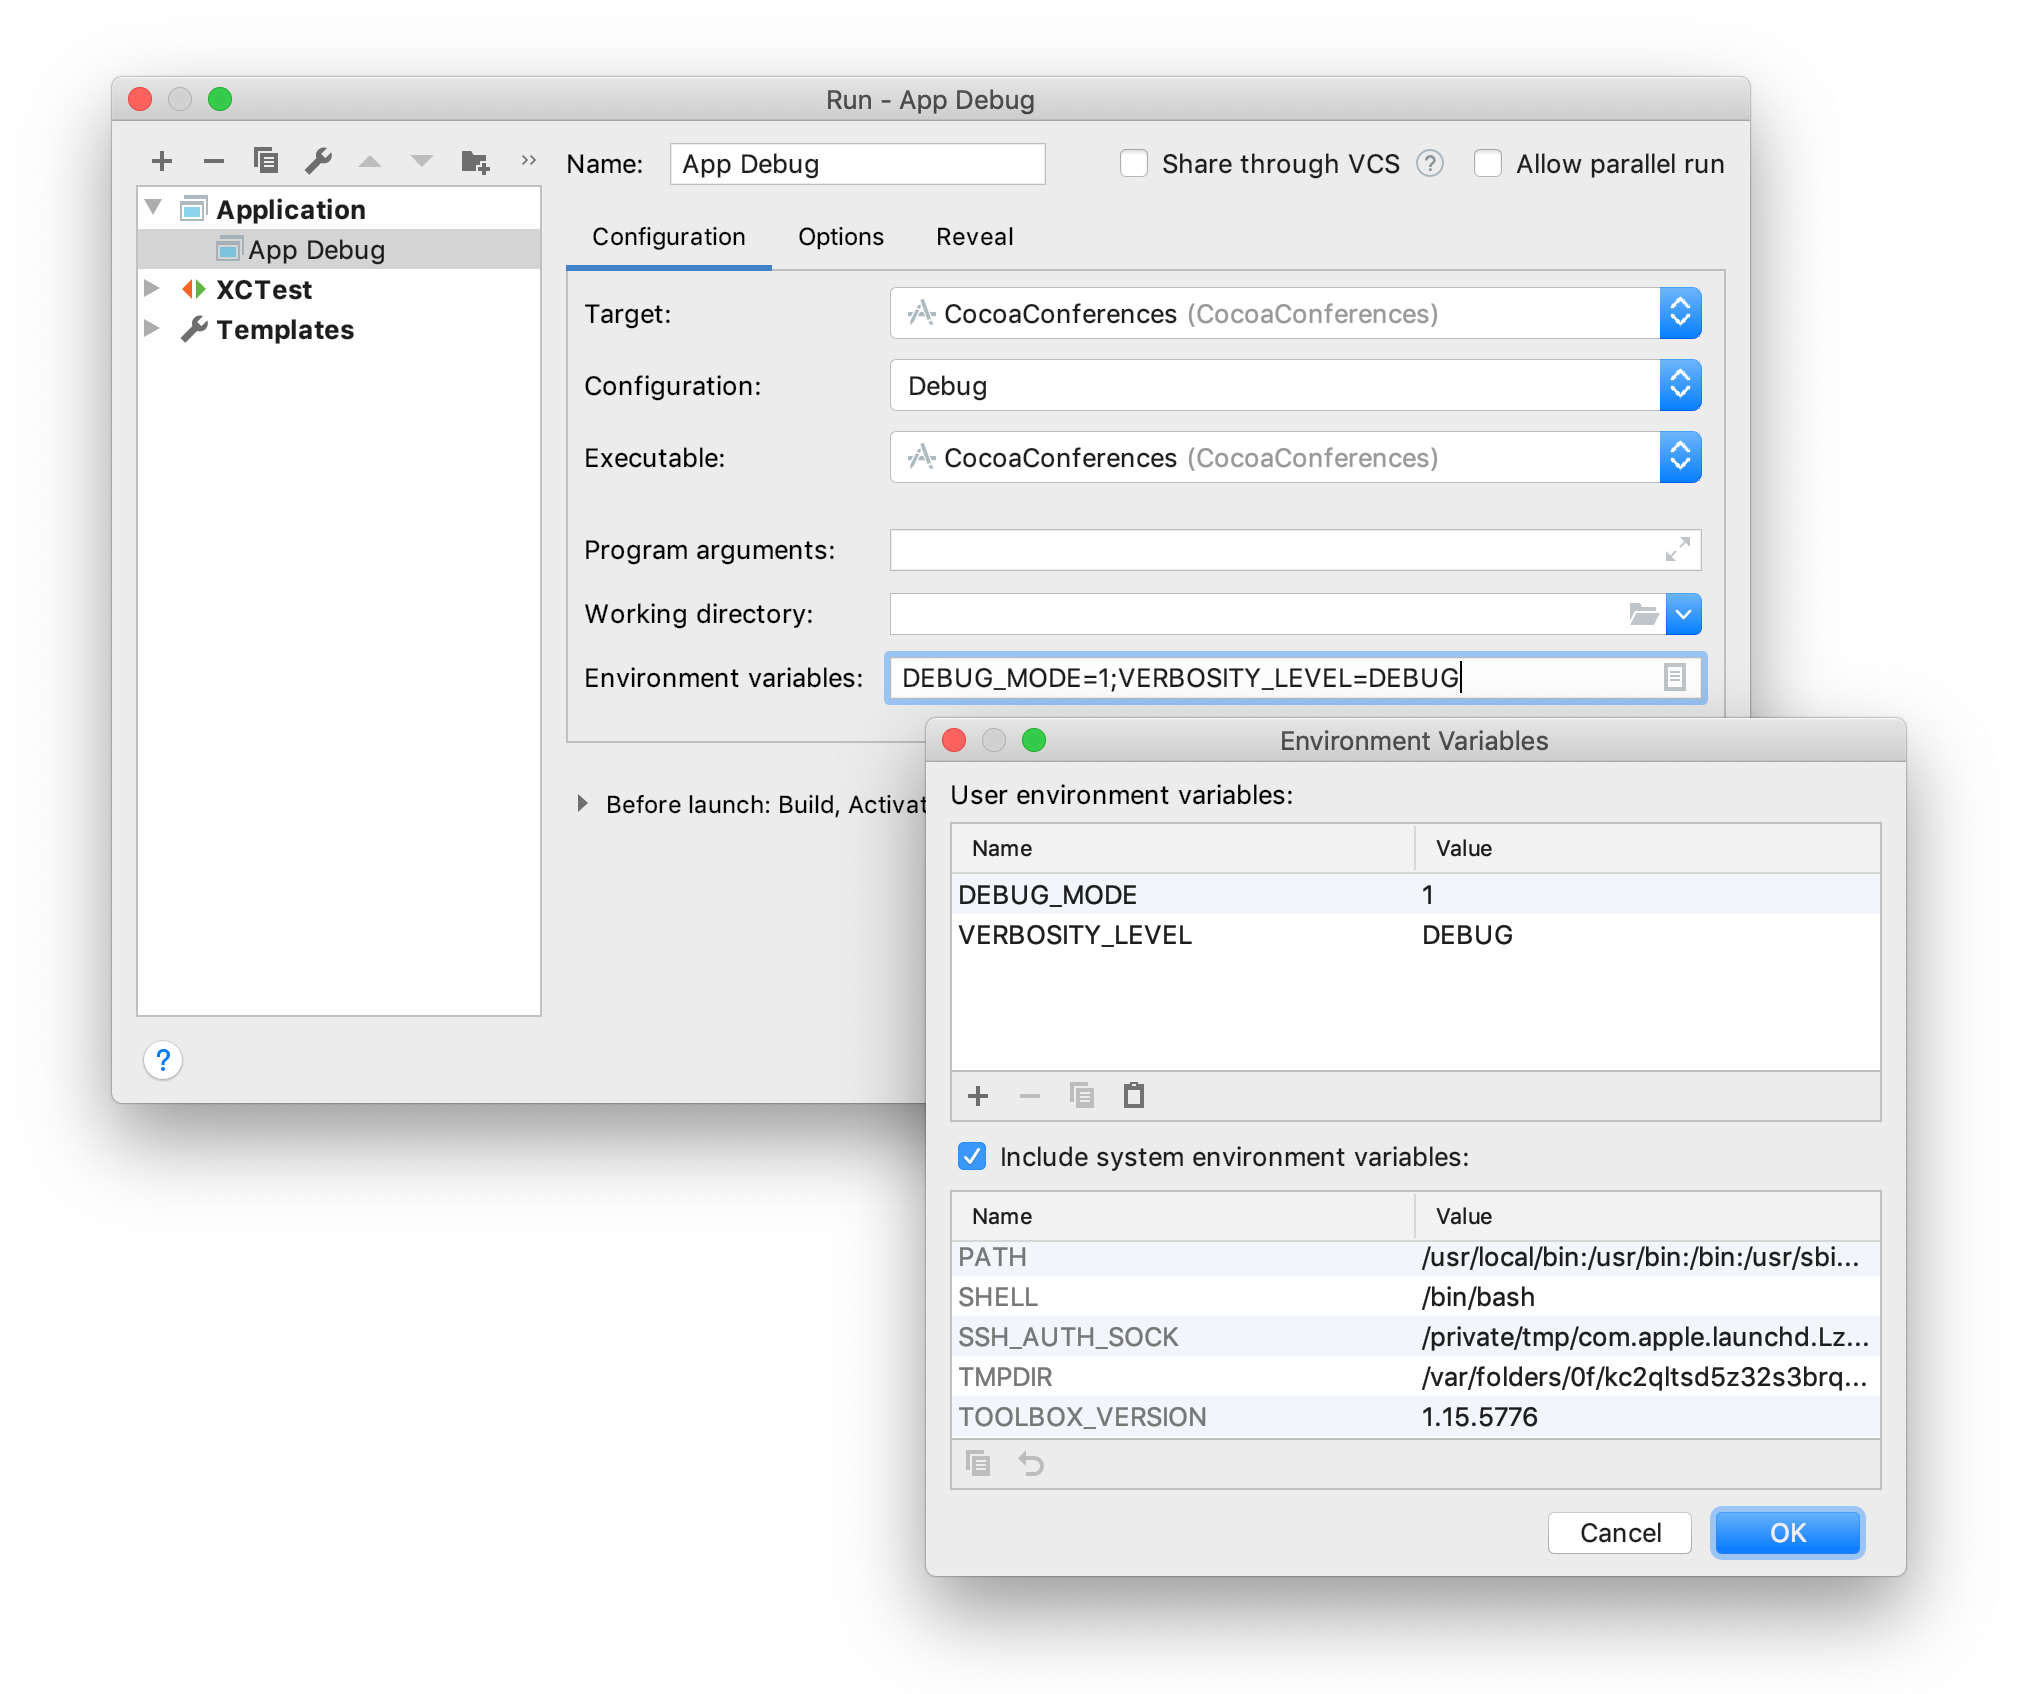 Run - App Debug
Name: App Debug Share through VCS ? Allow parallel run
Application
App Debug
XCTest
Templates
Configuration Options Reveal
Target: CocoaConferences (CocoaConferences)
Configuration: Debug
Executable: CocoaConferences (CocoaConferences)
Program arguments:
Working directory:
Environment variables: DEBUG_MODE=1;VERBOSITY_LEVEL=DEBUG
Before launch: Build, Activat
?
Environment Variables
User environment variables:
Name Value
DEBUG_MODE 1
VERBOSITY_LEVEL DEBUG
Include system environment variables:
Name Value
PATH /usr/local/bin:/usr/bin:/bin:/usr/sbi...
SHELL /bin/bash
SSH_AUTH_SOCK /private/tmp/com.apple.launchd.Lz...
TMPDIR /var/folders/0f/kc2qltsd5z32s3brq...
TOOLBOX_VERSION 1.15.5776
Cancel OK